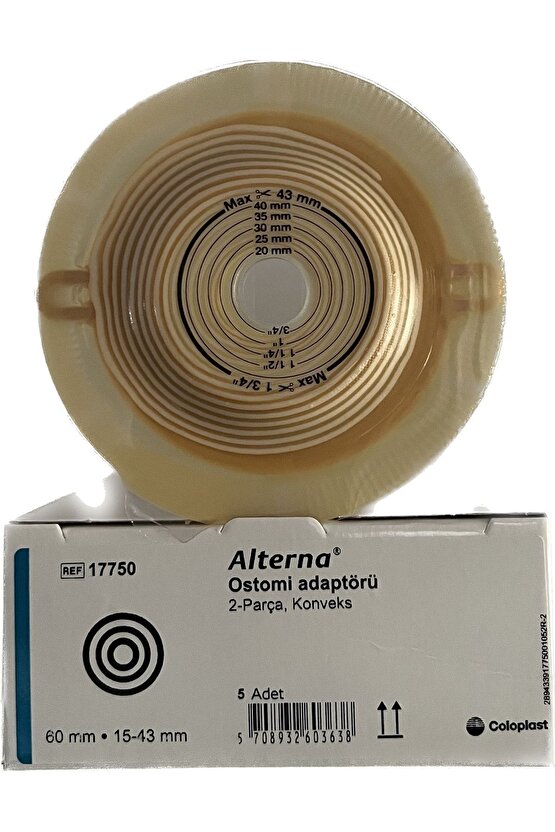 Max ✂ 43 mm
40 mm
35 mm
30 mm
25 mm
20 mm
3/4"
1"
1 1/4"
1 1/2"
Max ✂ 1 3/4"
REF 17750
Alterna®
Ostomi adaptörü
2-Parça, Konveks
5 Adet
60 mm • 15-43 mm
5 708932 603638
Coloplast